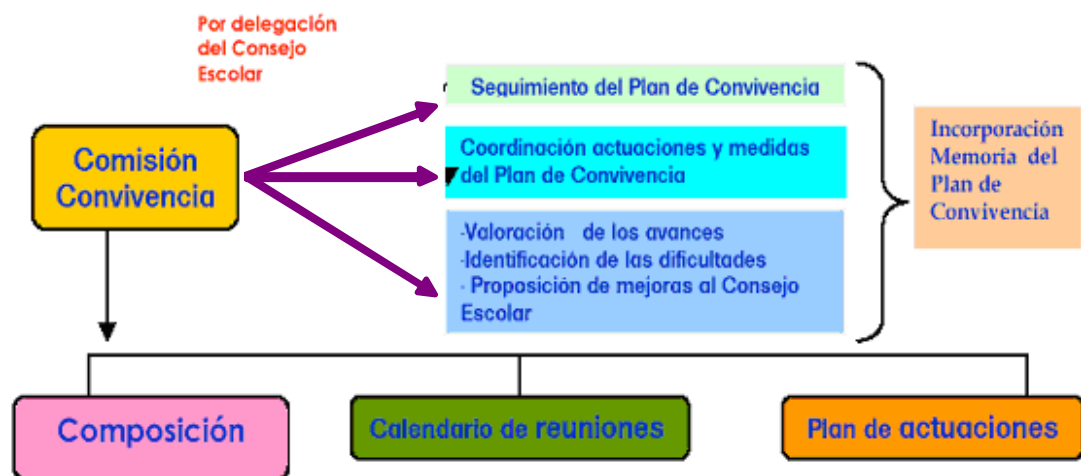 Por delegación
del Consejo
Escolar
Seguimiento del Plan de Convivencia
Comisión
Convivencia
Coordinación actuaciones y medidas
del Plan de Convivencia
-Valoración de los avances
-Identificación de las dificultades
- Proposición de mejoras al Consejo
Escolar
Incorporación
Memoria del
Plan de
Convivencia
Composición
Calendario de reuniones
Plan de actuaciones